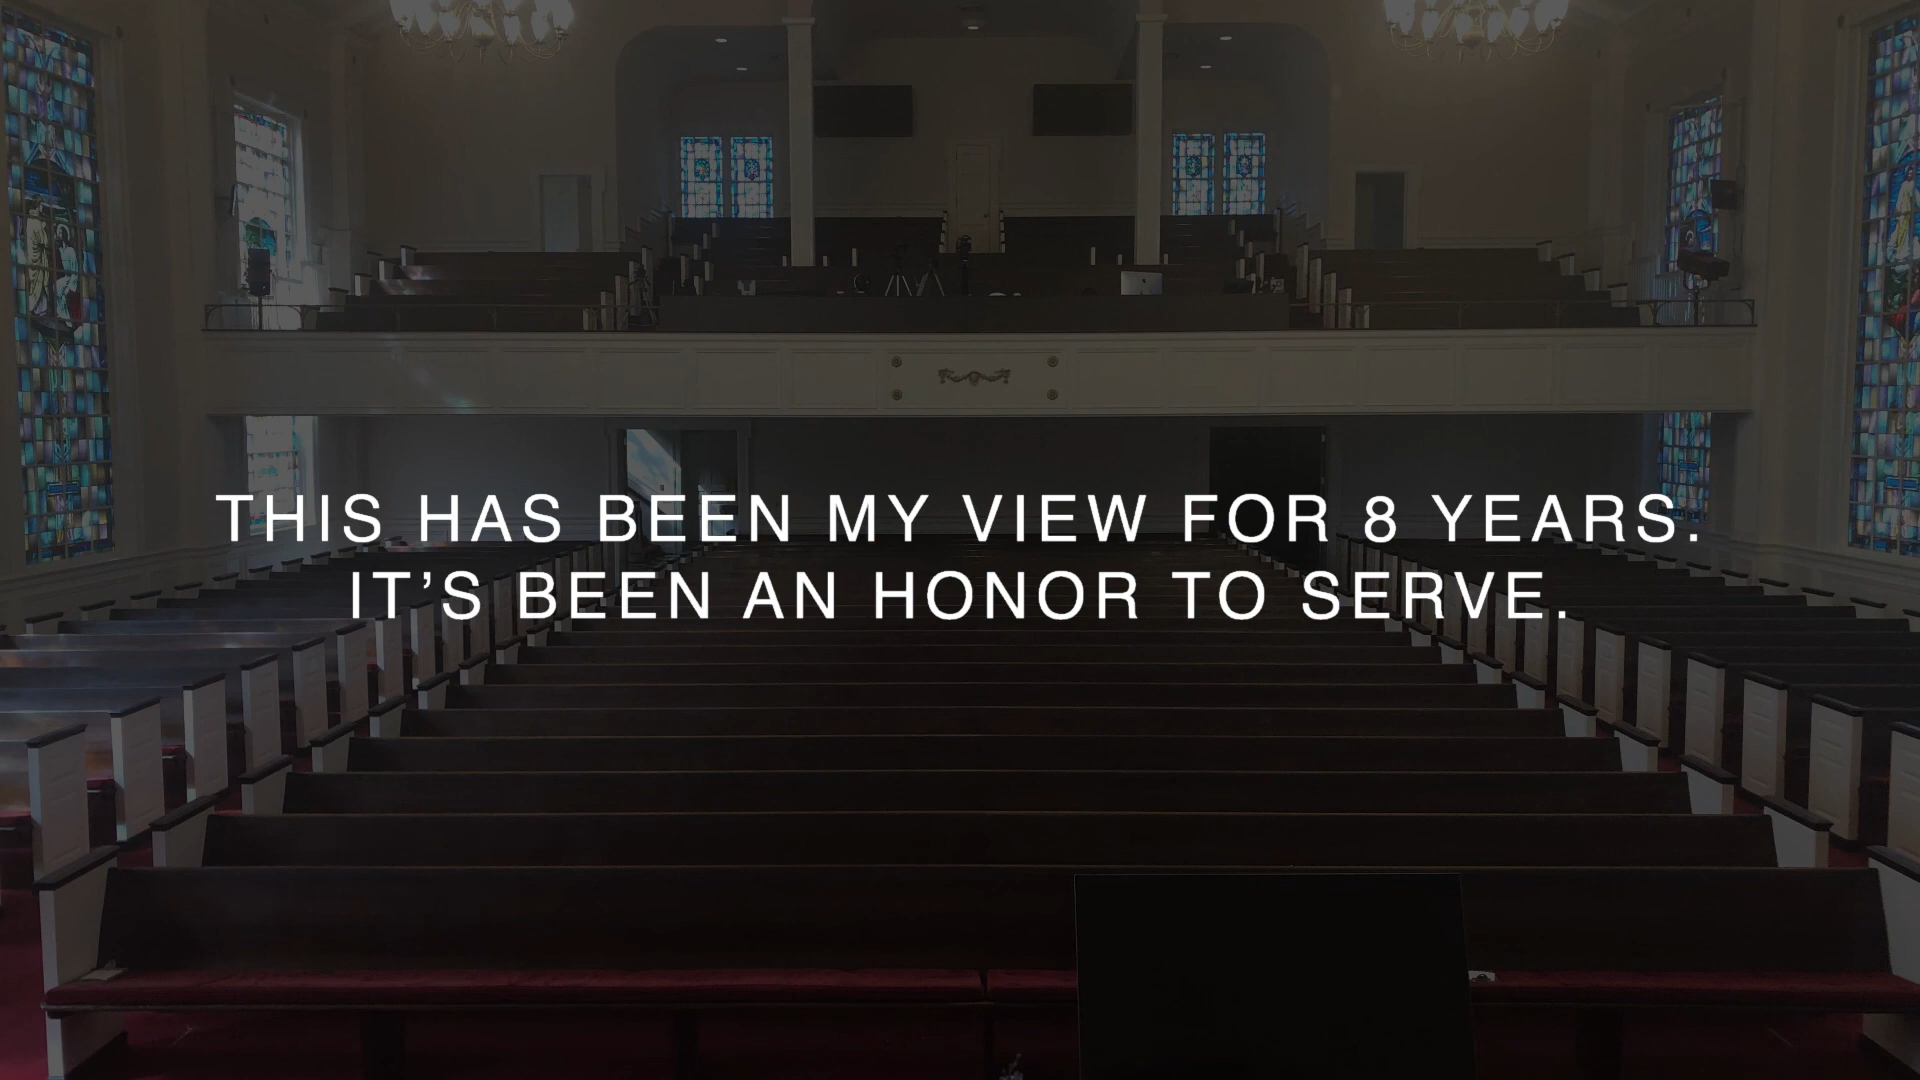 THIS HAS BEEN MY VIEW FOR 8 YEARS.
IT’S BEEN AN HONOR TO SERVE.